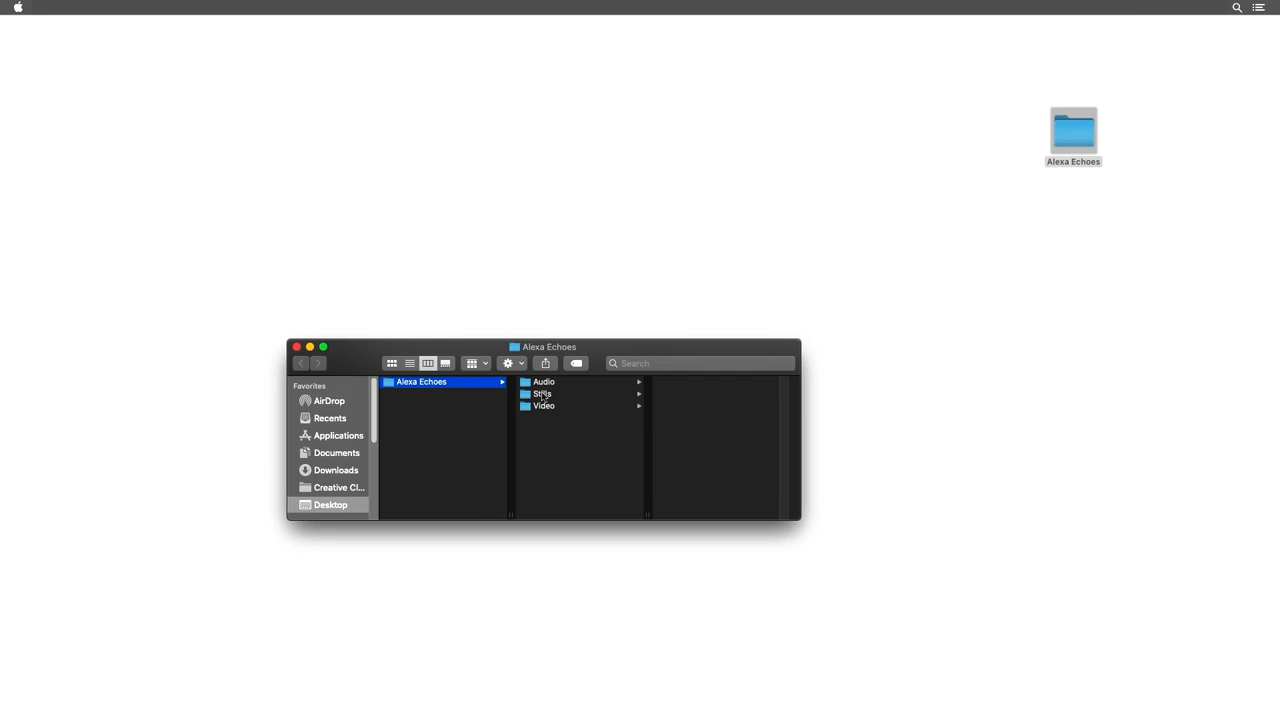 Alexa Echoes
Alexa Echoes
Search
Favorites
AirDrop
Recents
Applications
Documents
Downloads
Creative Cl...
Desktop
Alexa Echoes
Audio
Stills
Video